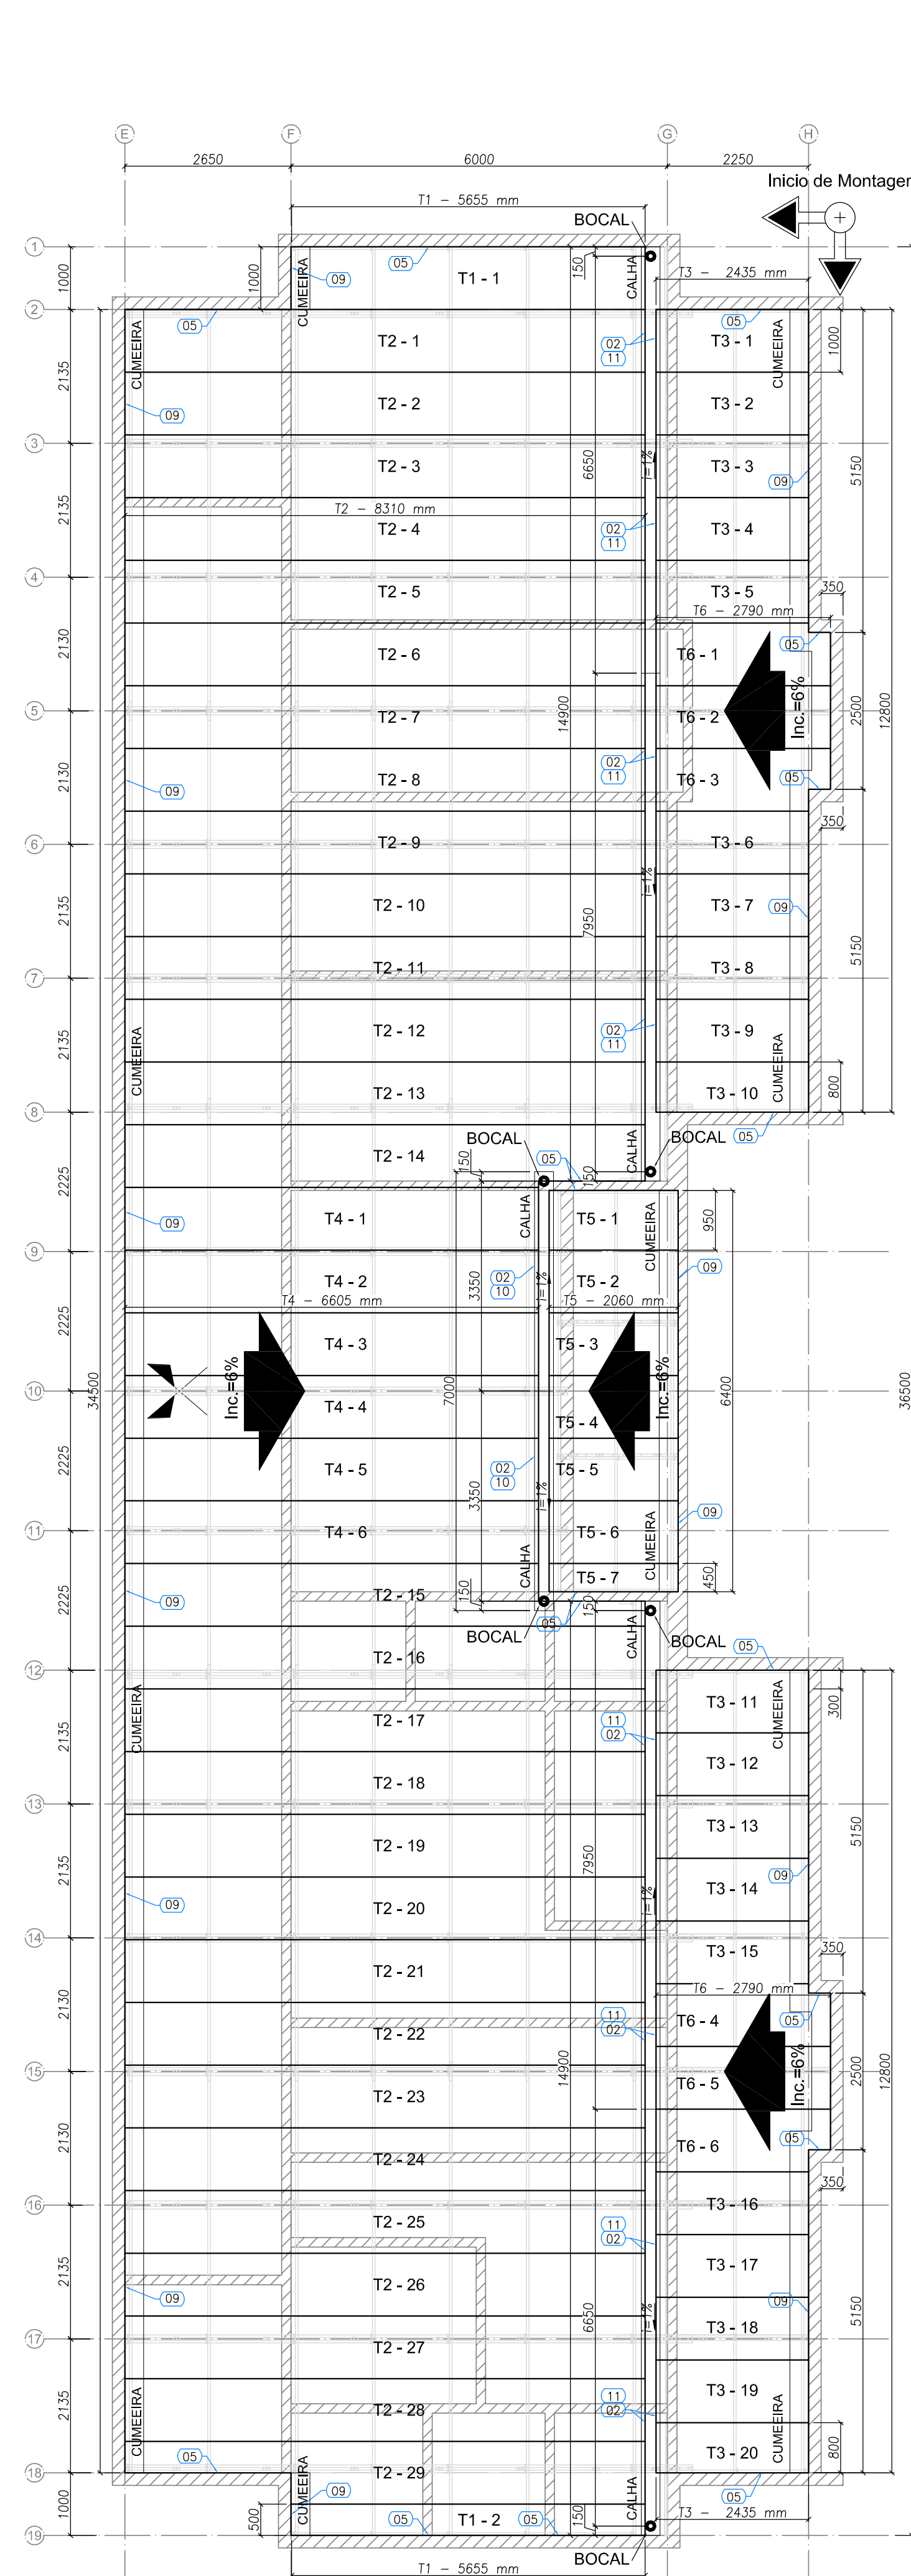 E
F
G
H
2650
6000
2250
Inicio de Montagem
T1 - 5655 mm
BOCAL
1
1000
1000
CUMEEIRA
09
05
T1 - 1
150
CALHA
T3 - 2435 mm
2
05
05
CUMEEIRA
T2 - 1
02
11
T3 - 1
CUMEEIRA
1000
2135
09
T2 - 2
T3 - 2
3
T2 - 3
6650
i=1%
T3 - 3
09
5150
2135
T2 - 8310 mm
T2 - 4
02
11
T3 - 4
4
T2 - 5
T3 - 5
350
T6 - 2790 mm
2130
T2 - 6
T6 - 1
05
5
T2 - 7
14900
T6 - 2
Inc.=6%
2500
12800
2130
09
T2 - 8
02
11
T6 - 3
05
350
6
T2 - 9
T3 - 6
2135
T2 - 10
7950
i=1%
T3 - 7
09
7
T2 - 11
T3 - 8
5150
2135
CUMEEIRA
T2 - 12
02
11
T3 - 9
CUMEEIRA
8
T2 - 13
T3 - 10
800
BOCAL
BOCAL
05
T2 - 14
150
05
150
CALHA
2225
09
T4 - 1
CALHA
T5 - 1
CUMEEIRA
950
9
T4 - 2
3350
02
10
i=1%
T5 - 2
09
T4 - 6605 mm
T5 - 2060 mm
2225
T4 - 3
T5 - 3
34500
10
Inc.=6%
T4 - 4
7000
T5 - 4
Inc.=6%
6400
36500
2225
T4 - 5
3350
02
10
i=1%
T5 - 5
11
T4 - 6
T5 - 6
CUMEEIRA
09
CALHA
T5 - 7
450
2225
09
T2 - 15
150
05
150
BOCAL
CALHA
BOCAL
05
12
T2 - 16
CUMEEIRA
T3 - 11
CUMEEIRA
300
2135
T2 - 17
11
02
T3 - 12
13
T2 - 18
T3 - 13
5150
2135
T2 - 19
7950
T3 - 14
09
09
T2 - 20
i=1%
14
T2 - 21
T3 - 15
350
T6 - 2790 mm
2130
T2 - 22
11
02
T6 - 4
05
15
T2 - 23
14900
T6 - 5
Inc.=6%
2500
12800
2130
T2 - 24
T6 - 6
05
350
16
T2 - 25
11
02
T3 - 16
2135
T2 - 26
T3 - 17
09
09
6650
i=1%
17
T2 - 27
T3 - 18
5150
2135
CUMEEIRA
T2 - 28
11
02
T3 - 19
CUMEEIRA
05
T2 - 29
T3 - 20
800
18
CUMEEIRA
09
CALHA
05
1000
500
05
T1 - 2
05
150
T3 - 2435 mm
19
BOCAL
T1 - 5655 mm